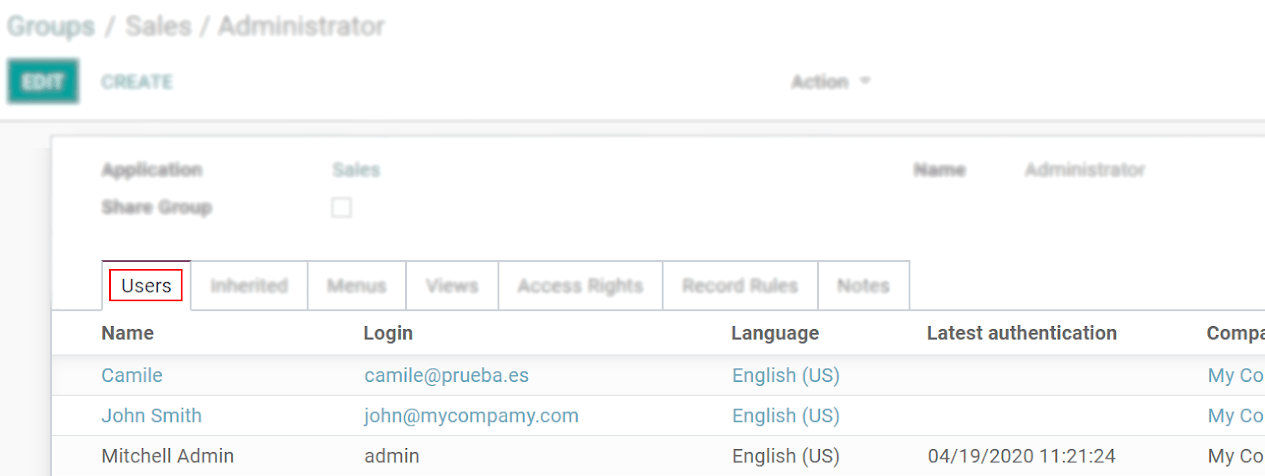 Groups / Sales / Administrator
EDIT CREATE Action
Application Sales Name Administrator
Share Group
Users Inherited Menus Views Access Rights Record Rules Notes
Name Login Language Latest authentication Compa
Camile camile@prueba.es English (US) My Co
John Smith john@mycompamy.com English (US) My Co
Mitchell Admin admin English (US) 04/19/2020 11:21:24 My Co